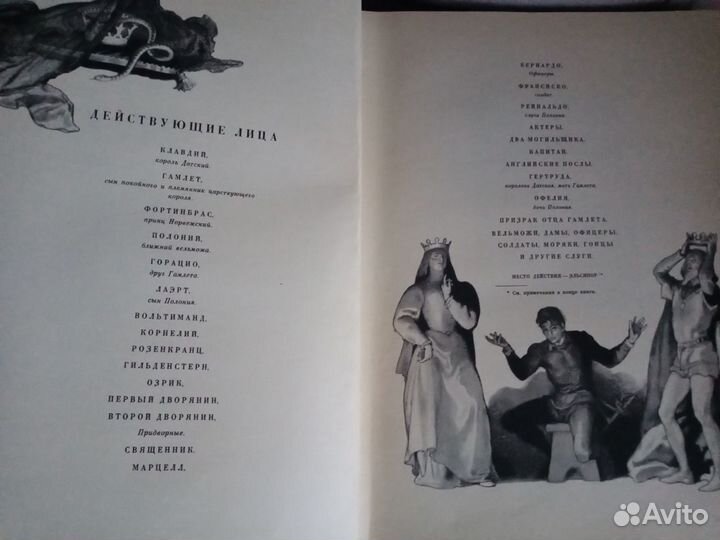 ДЕЙСТВУЮЩИЕ ЛИЦА
КЛАВДИЙ,
король Датский.
ГАМЛЕТ,
сын покойного и племянник царствующего
короля.
ФОРТИНБРАС,
принц Норвежский.
ПОЛОНИЙ,
ближний вельможа.
ГОРАЦИО,
друг Гамлета.
ЛАЭРТ,
сын Полония.
ВОЛЬТИМАНД,
КОРНЕЛИЙ,
РОЗЕНКРАНЦ,
ГИЛЬДЕНСТЕРН,
ОЗРИК,
ПЕРВЫЙ ДВОРЯНИН,
ВТОРОЙ ДВОРЯНИН,
Придворные.
СВЯЩЕННИК.
МАРЦЕЛЛ,
БЕРНАРДО,
Офицеры.
ФРАНСИСКО,
солдат.
РЕЙНАЛЬДО,
слуга Полония.
АКТЕРЫ.
ДВА МОГИЛЬЩИКА.
КАПИТАН.
АНГЛИЙСКИЕ ПОСЛЫ.
ГЕРТРУДА,
королева Датская, мать Гамлета.
ОФЕЛИЯ,
дочь Полония.
ПРИЗРАК ОТЦА ГАМЛЕТА.
ВЕЛЬМОЖИ, ДАМЫ, ОФИЦЕРЫ,
СОЛДАТЫ, МОРЯКИ, ГОНЦЫ
И ДРУГИЕ СЛУГИ.
МЕСТО ДЕЙСТВИЯ — ЭЛЬСИНОР
* См. примечания в конце книги.
Avito